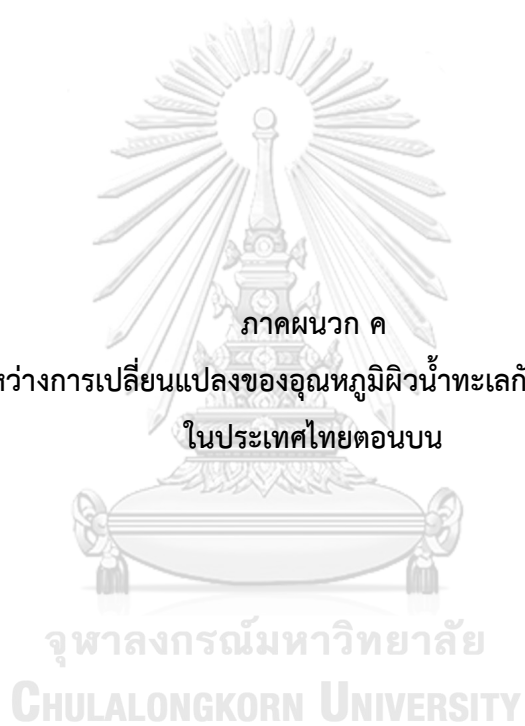 ภาคผนวก ค
หว่างการเปลี่ยนแปลงของอุณหภูมิผิวน้ำทะเลกั
ในประเทศไทยตอนบน
จุฬาลงกรณ์มหาวิทยาลัย
CHULALONGKORN UNIVERSITY